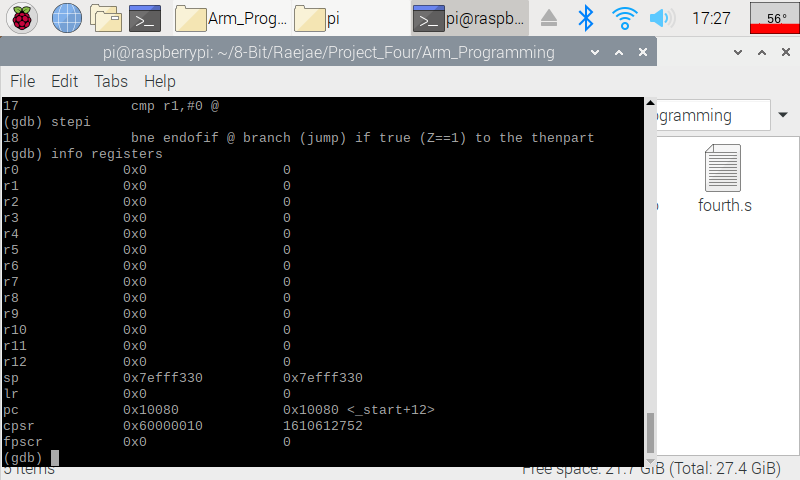 Arm_Prog...
pi
pi@raspb...
17:27
56°
pi@raspberrypi: ~/8-Bit/Raejae/Project_Four/Arm_Programming
File Edit Tabs Help
17 cmp r1,#0 @
(gdb) stepi
18 bne endofif @ branch (jump) if true (Z==1) to the thenpart
(gdb) info registers
r0 0x0 0
r1 0x0 0
r2 0x0 0
r3 0x0 0
r4 0x0 0
r5 0x0 0
r6 0x0 0
r7 0x0 0
r8 0x0 0
r9 0x0 0
r10 0x0 0
r11 0x0 0
r12 0x0 0
sp 0x7efff330 0x7efff330
lr 0x0 0
pc 0x10080 0x10080 <_start+12>
cpsr 0x60000010 1610612752
fpscr 0x0 0
(gdb)
ogramming
fourth.s
5 items
Free space: 21.7 GiB (Total: 27.4 GiB)